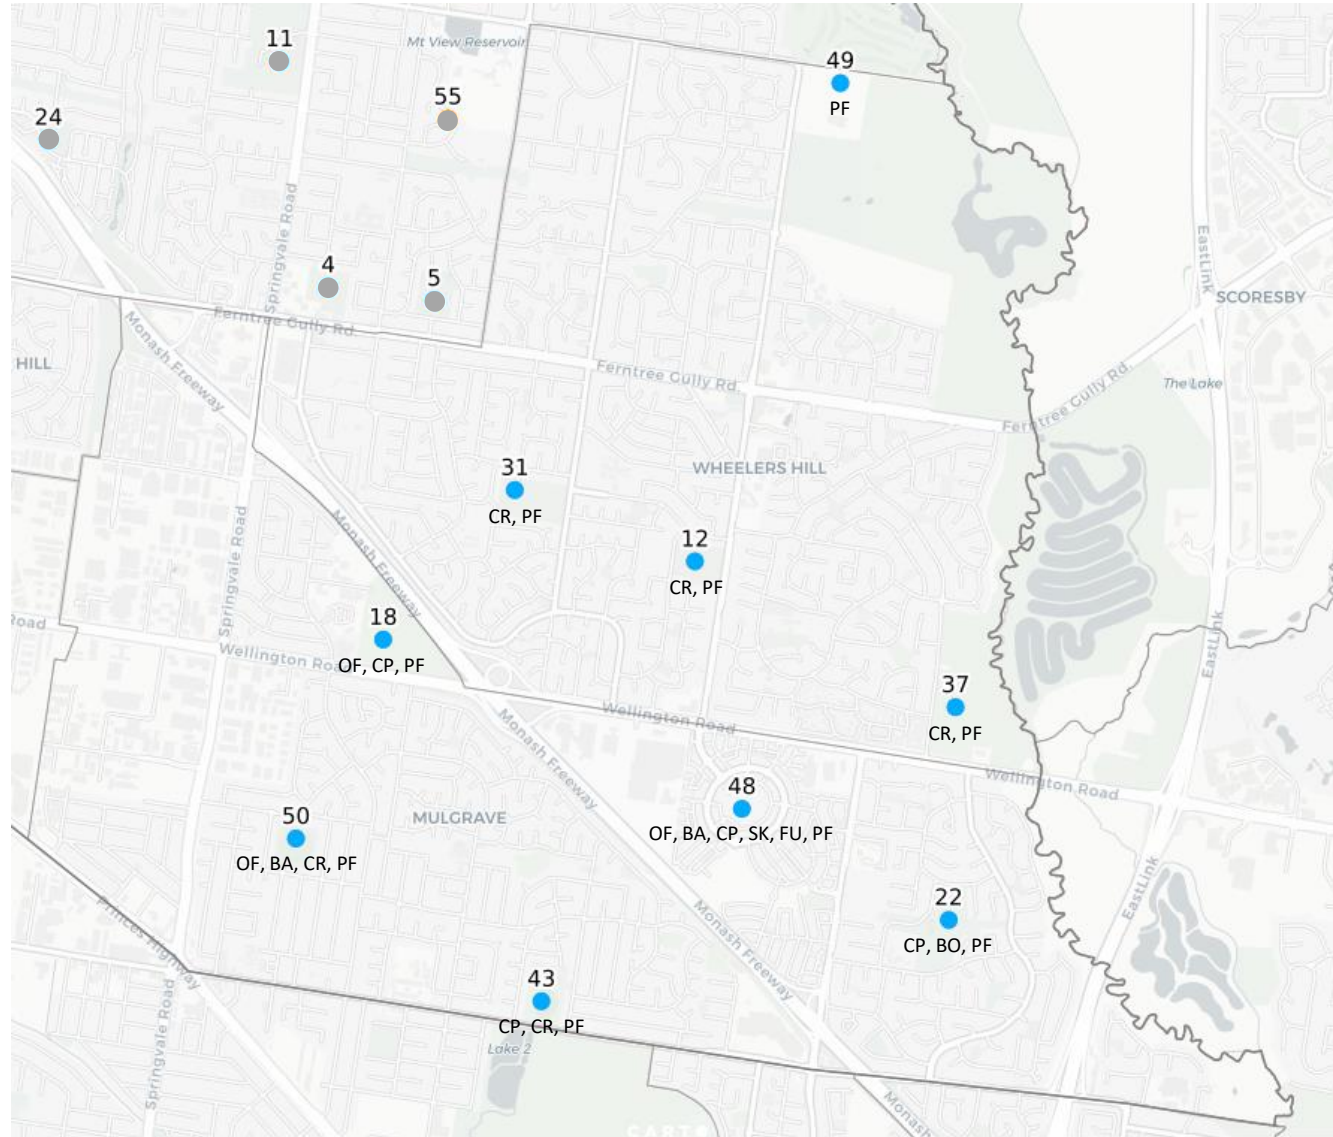 11
Mt View Reservoir
49
PF
55
24
Springvale Road
EastLink
4
5
SCORESBY
Ferntree Gully Rd.
Monash Freeway
HILL
Ferntree Gully Rd.
The Lake
Ferntree Gully Rd.
31
CR, PF
WHEELERS HILL
Springvale Road
Monash Freeway
12
CR, PF
18
OF, CP, PF
Road
Wellington Road
EastLink
37
CR, PF
Wellington Road
Monash Freeway
Wellington Road
48
OF, BA, CP, SK, FU, PF
50
OF, BA, CR, PF
MULGRAVE
EastLink
22
CP, BO, PF
Princes Highway
Monash Freeway
43
CP, CR, PF
Springvale Road
Lake 2
Monash
CARTO